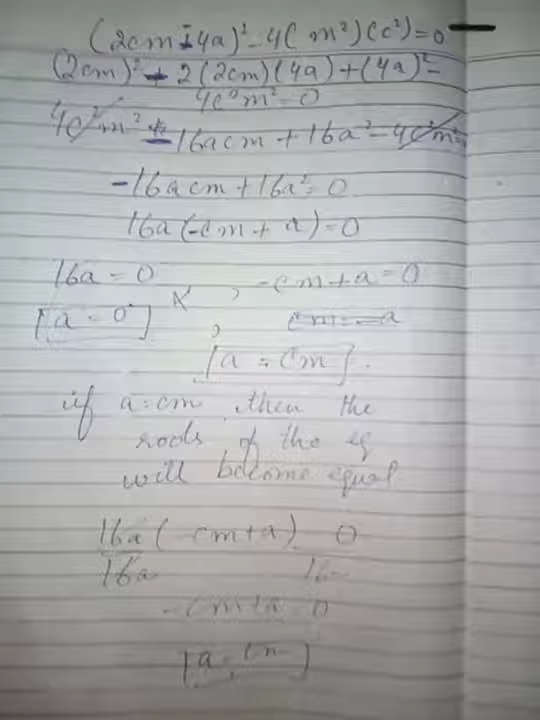 (2cm - 4a)² - 4(m²)(c²) = 0
(2cm)² - 2(2cm)(4a) + (4a)² -
4c²m² = 0
4c²m² - 16acm + 16a² - 4c²m² =
-16acm + 16a² = 0
16a(-cm + a) = 0
16a = 0 , -cm + a = 0
[a = 0] × , cm = -a
[a = cm].
if a = cm then the
roots of the eq
will become equal
16a( cm+a) 0
16a 16
-cm+a = 0
[a = cm]